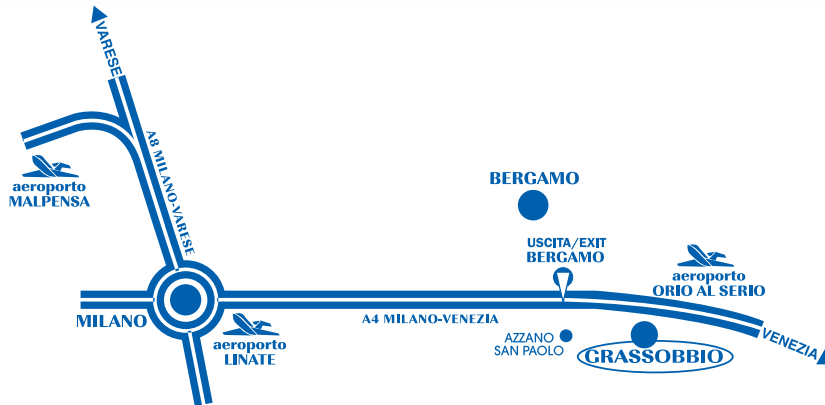 VARESE
A8 MILANO-VARESE
aeroporto
MALPENSA
BERGAMO
USCITA/EXIT
BERGAMO
aeroporto
ORIO AL SERIO
MILANO
aeroporto
LINATE
A4 MILANO-VENEZIA
AZZANO
SAN PAOLO
GRASSOBBIO
VENEZIA